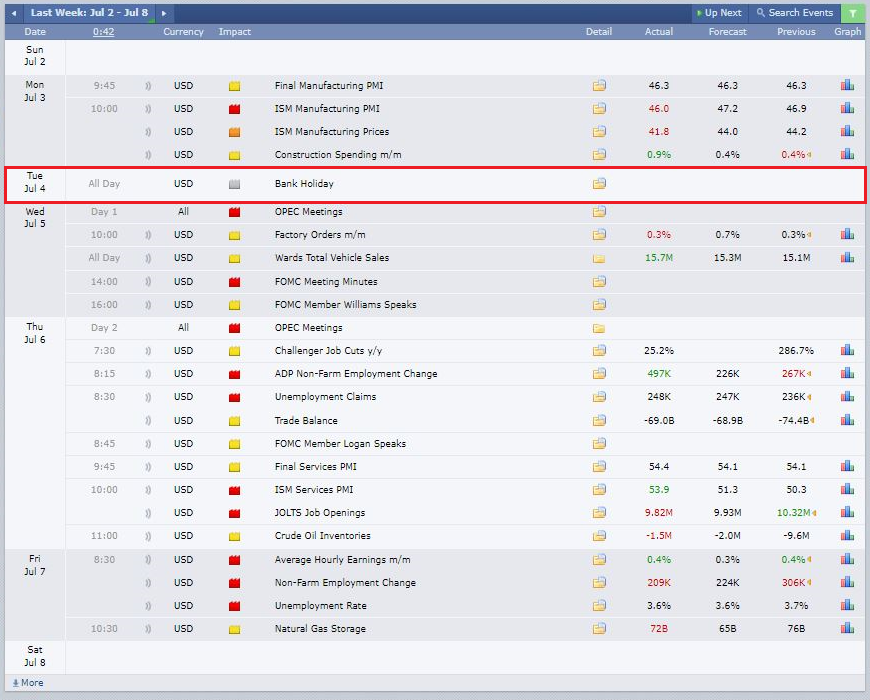 Last Week: Jul 2 - Jul 8 Up Next Search Events
Date 0:42 Currency Impact Detail Actual Forecast Previous Graph
Sun
Jul 2
Mon
Jul 3
9:45 USD Final Manufacturing PMI 46.3 46.3 46.3
10:00 USD ISM Manufacturing PMI 46.0 47.2 46.9
USD ISM Manufacturing Prices 41.8 44.0 44.2
USD Construction Spending m/m 0.9% 0.4% 0.4%
Tue
Jul 4
All Day USD Bank Holiday
Wed
Jul 5
Day 1 All OPEC Meetings
10:00 USD Factory Orders m/m 0.3% 0.7% 0.3%
All Day USD Wards Total Vehicle Sales 15.7M 15.3M 15.1M
14:00 USD FOMC Meeting Minutes
16:00 USD FOMC Member Williams Speaks
Thu
Jul 6
Day 2 All OPEC Meetings
7:30 USD Challenger Job Cuts y/y 25.2% 286.7%
8:15 USD ADP Non-Farm Employment Change 497K 226K 267K
8:30 USD Unemployment Claims 248K 247K 236K
USD Trade Balance -69.0B -68.9B -74.4B
8:45 USD FOMC Member Logan Speaks
9:45 USD Final Services PMI 54.4 54.1 54.1
10:00 USD ISM Services PMI 53.9 51.3 50.3
USD JOLTS Job Openings 9.82M 9.93M 10.32M
11:00 USD Crude Oil Inventories -1.5M -2.0M -9.6M
Fri
Jul 7
8:30 USD Average Hourly Earnings m/m 0.4% 0.3% 0.4%
USD Non-Farm Employment Change 209K 224K 306K
USD Unemployment Rate 3.6% 3.6% 3.7%
10:30 USD Natural Gas Storage 72B 65B 76B
Sat
Jul 8
More